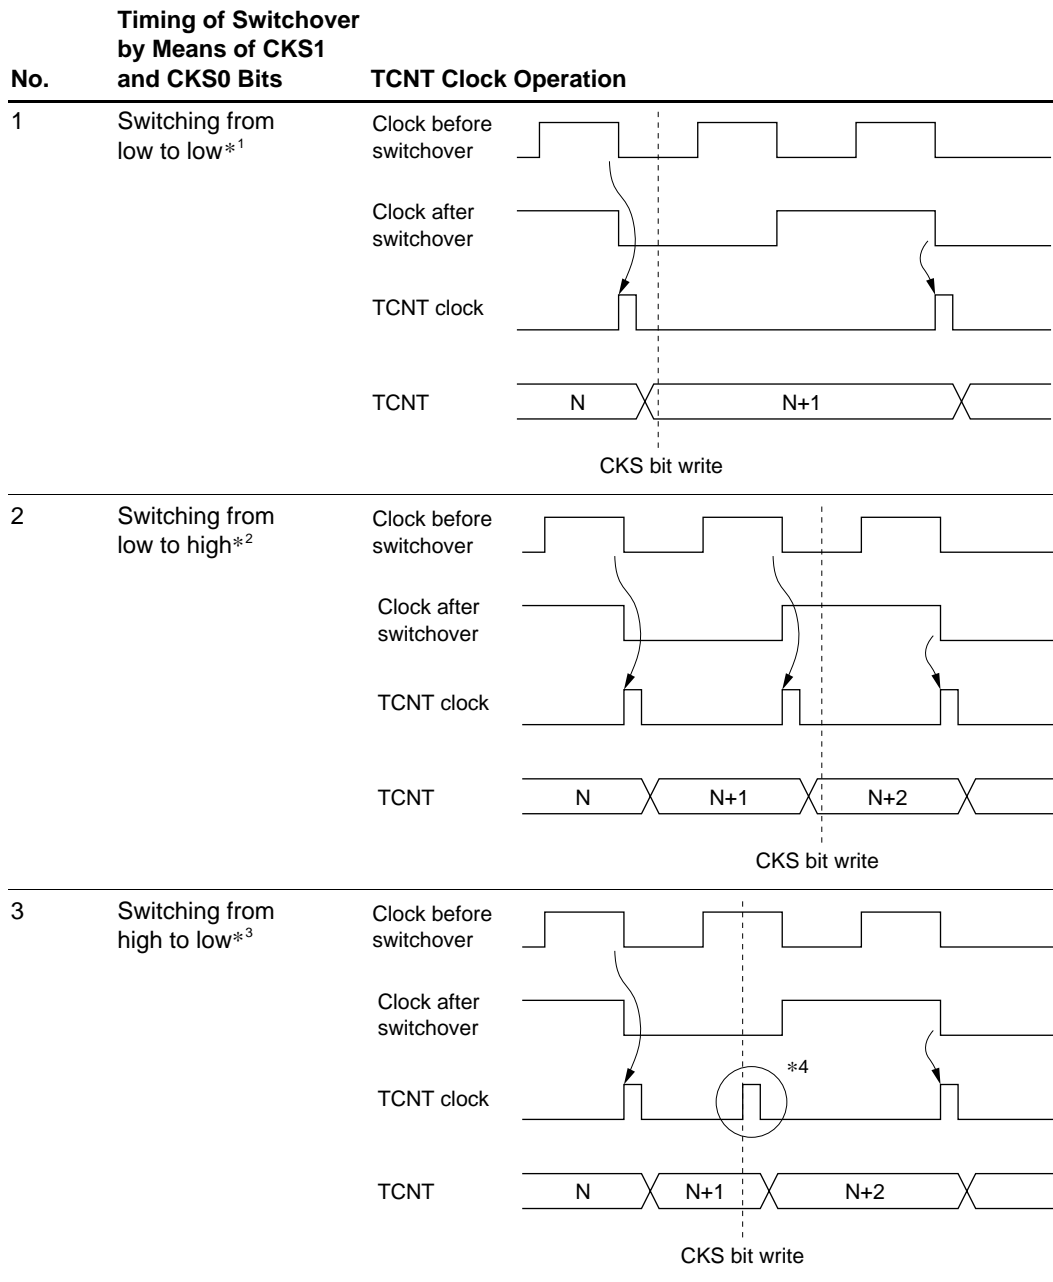 Timing of Switchover
by Means of CKS1
No. and CKS0 Bits TCNT Clock Operation
1 Switching from
low to low*1
Clock before
switchover
Clock after
switchover
TCNT clock
TCNT N N+1
CKS bit write
2 Switching from
low to high*2
Clock before
switchover
Clock after
switchover
TCNT clock
TCNT N N+1 N+2
CKS bit write
3 Switching from
high to low*3
Clock before
switchover
Clock after
switchover
*4
TCNT clock
TCNT N N+1 N+2
CKS bit write